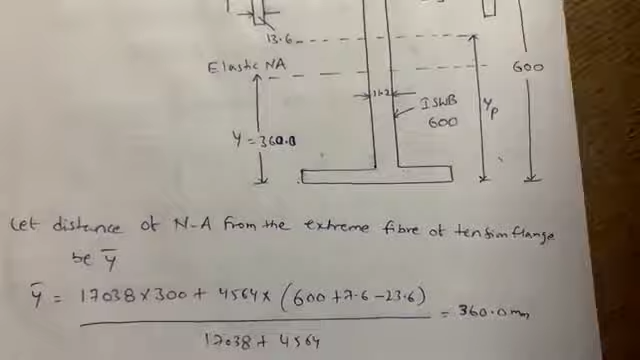 13.6
Elastic NA
600
11.2
ISWB
600
yp
y = 360.0
Let distance of N-A from the extreme fibre of tension flange
be ȳ
ȳ = 17038×300 + 4564× (600 +7.6 -23.6)
= 360.0 mm
17038 + 4564